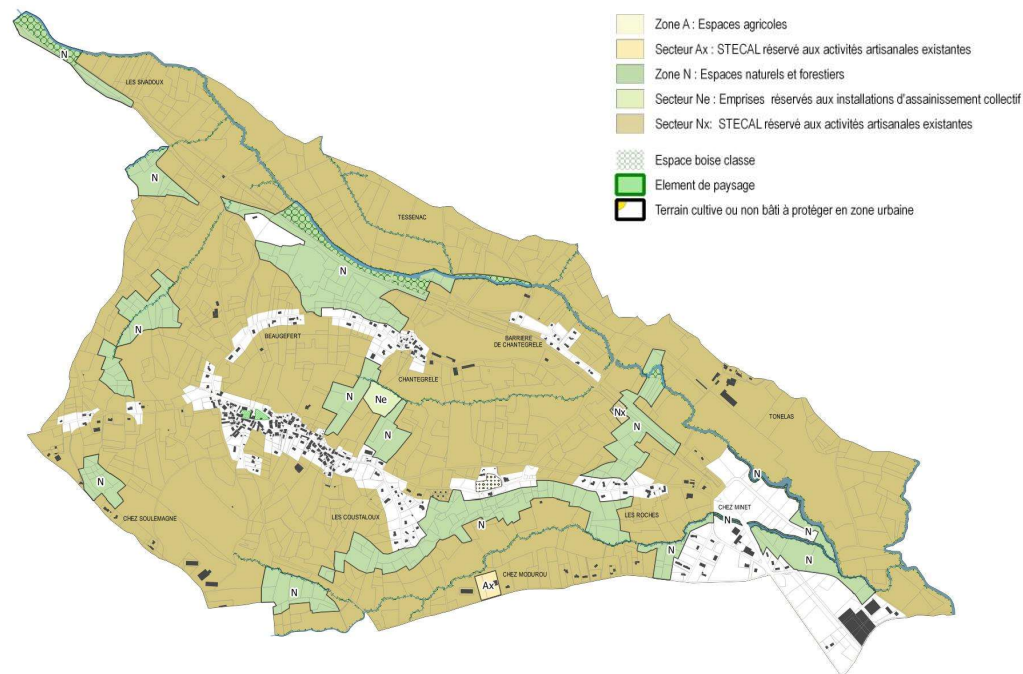 Zone A : Espaces agricoles
Secteur Ax : STECAL réservé aux activités artisanales existantes
Zone N : Espaces naturels et forestiers
Secteur Ne : Emprises réservés aux installations d'assainissement collectif
Secteur Nx: STECAL réservé aux activités artisanales existantes
Espace boise classe
Element de paysage
Terrain cultive ou non bâti à protéger en zone urbaine
N
LES SIVADOUX
N
TESSENAC
N
N
BEAUGEFERT
BARRIERE
DE CHANTEGRELE
CHANTEGRELE
N
Ne
Nx
N
N
TONELAS
N
N
CHEZ SOULEMAGNE
LES COUSTALOUX
N
LES ROCHES
CHEZ MINET
N
N
N
N
CHEZ MODUROU
Ax
N